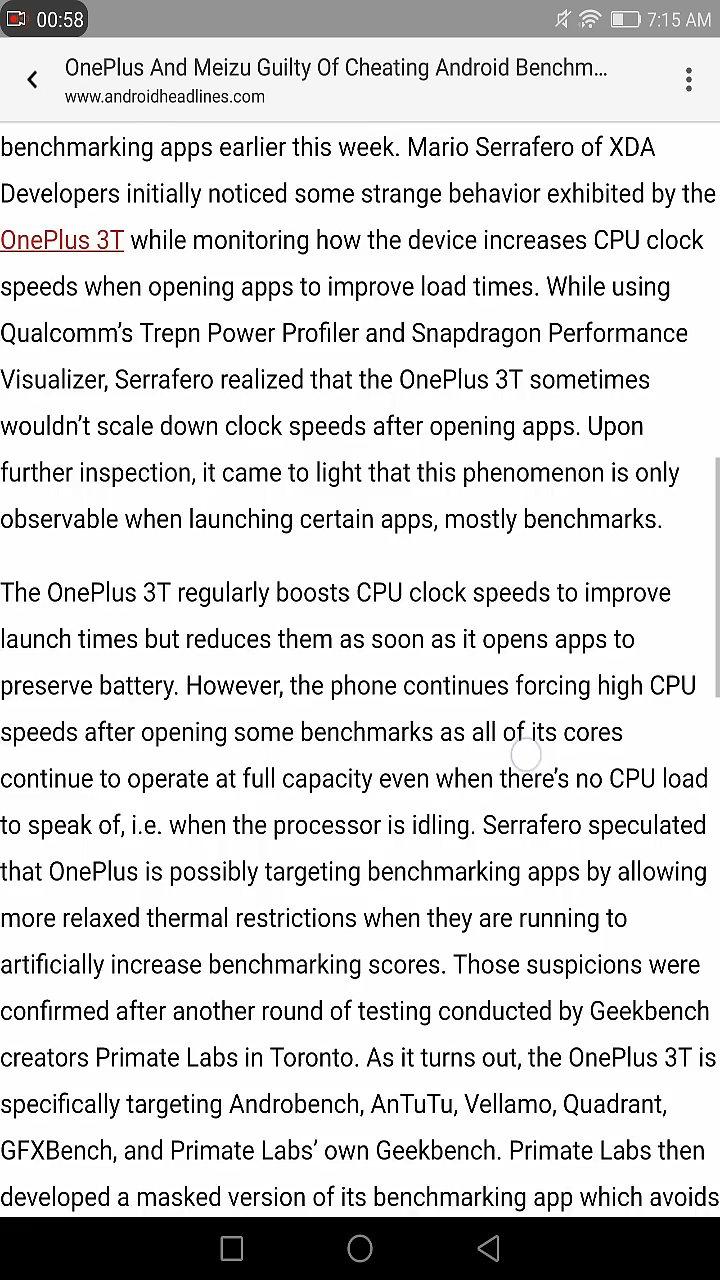 00:58
7:15 AM
OnePlus And Meizu Guilty Of Cheating Android Benchm...
www.androidheadlines.com
benchmarking apps earlier this week. Mario Serrafero of XDA
Developers initially noticed some strange behavior exhibited by the
OnePlus 3T while monitoring how the device increases CPU clock
speeds when opening apps to improve load times. While using
Qualcomm’s Trepn Power Profiler and Snapdragon Performance
Visualizer, Serrafero realized that the OnePlus 3T sometimes
wouldn’t scale down clock speeds after opening apps. Upon
further inspection, it came to light that this phenomenon is only
observable when launching certain apps, mostly benchmarks.
The OnePlus 3T regularly boosts CPU clock speeds to improve
launch times but reduces them as soon as it opens apps to
preserve battery. However, the phone continues forcing high CPU
speeds after opening some benchmarks as all of its cores
continue to operate at full capacity even when there’s no CPU load
to speak of, i.e. when the processor is idling. Serrafero speculated
that OnePlus is possibly targeting benchmarking apps by allowing
more relaxed thermal restrictions when they are running to
artificially increase benchmarking scores. Those suspicions were
confirmed after another round of testing conducted by Geekbench
creators Primate Labs in Toronto. As it turns out, the OnePlus 3T is
specifically targeting Androbench, AnTuTu, Vellamo, Quadrant,
GFXBench, and Primate Labs’ own Geekbench. Primate Labs then
developed a masked version of its benchmarking app which avoids